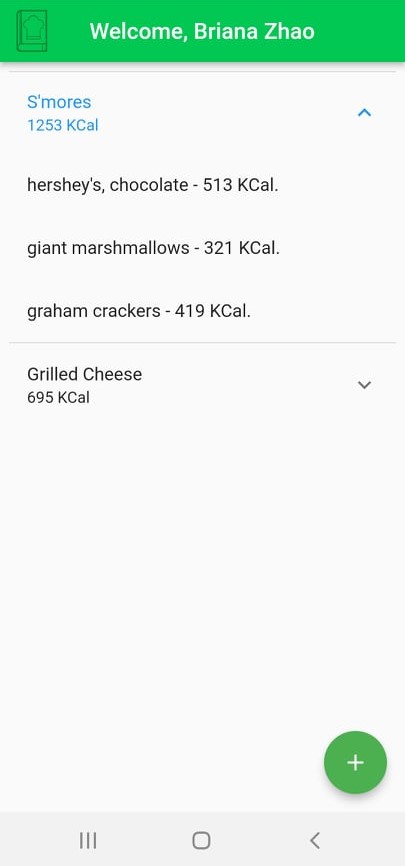 Welcome, Briana Zhao
S'mores
1253 KCal
hershey's, chocolate - 513 KCal.
giant marshmallows - 321 KCal.
graham crackers - 419 KCal.
Grilled Cheese
695 KCal